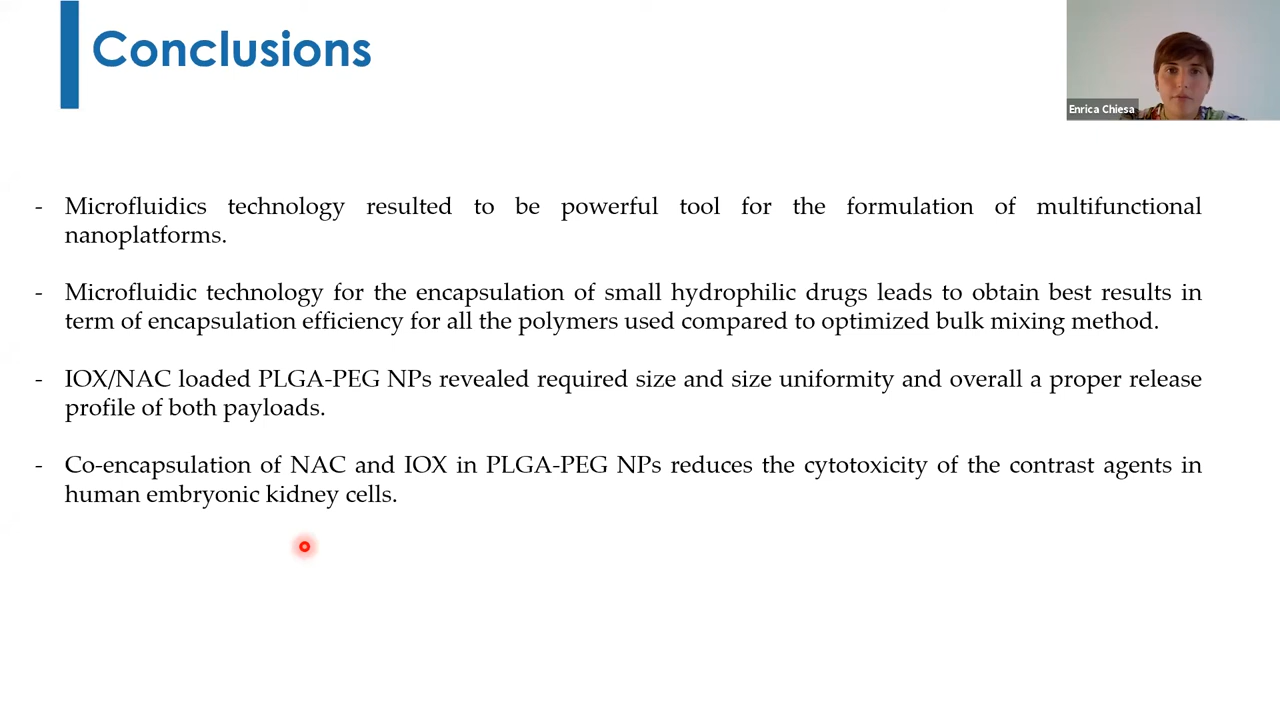 Conclusions
Enrica Chiesa
- Microfluidics technology resulted to be powerful tool for the formulation of multifunctional
nanoplatforms.
- Microfluidic technology for the encapsulation of small hydrophilic drugs leads to obtain best results in
term of encapsulation efficiency for all the polymers used compared to optimized bulk mixing method.
- IOX/NAC loaded PLGA-PEG NPs revealed required size and size uniformity and overall a proper release
profile of both payloads.
- Co-encapsulation of NAC and IOX in PLGA-PEG NPs reduces the cytotoxicity of the contrast agents in
human embryonic kidney cells.